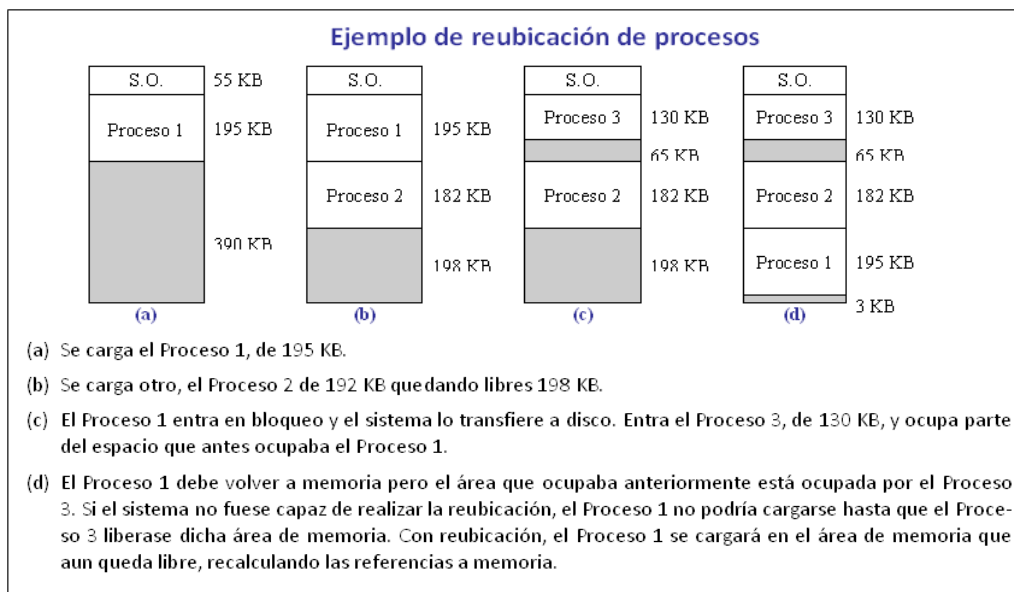 Ejemplo de reubicación de procesos
S.O.
55 KB
Proceso 1
195 KB
390 KB
(a)
S.O.
Proceso 1
195 KB
Proceso 2
182 KB
198 KB
(b)
S.O.
Proceso 3
130 KB
65 KB
Proceso 2
182 KB
198 KB
(c)
S.O.
Proceso 3
130 KB
65 KB
Proceso 2
182 KB
Proceso 1
195 KB
3 KB
(d)
(a) Se carga el Proceso 1, de 195 KB.
(b) Se carga otro, el Proceso 2 de 192 KB quedando libres 198 KB.
(c) El Proceso 1 entra en bloqueo y el sistema lo transfiere a disco. Entra el Proceso 3, de 130 KB, y ocupa parte
del espacio que antes ocupaba el Proceso 1.
(d) El Proceso 1 debe volver a memoria pero el área que ocupaba anteriormente está ocupada por el Proceso
3. Si el sistema no fuese capaz de realizar la reubicación, el Proceso 1 no podría cargarse hasta que el Proce-
so 3 liberase dicha área de memoria. Con reubicación, el Proceso 1 se cargará en el área de memoria que
aun queda libre, recalculando las referencias a memoria.